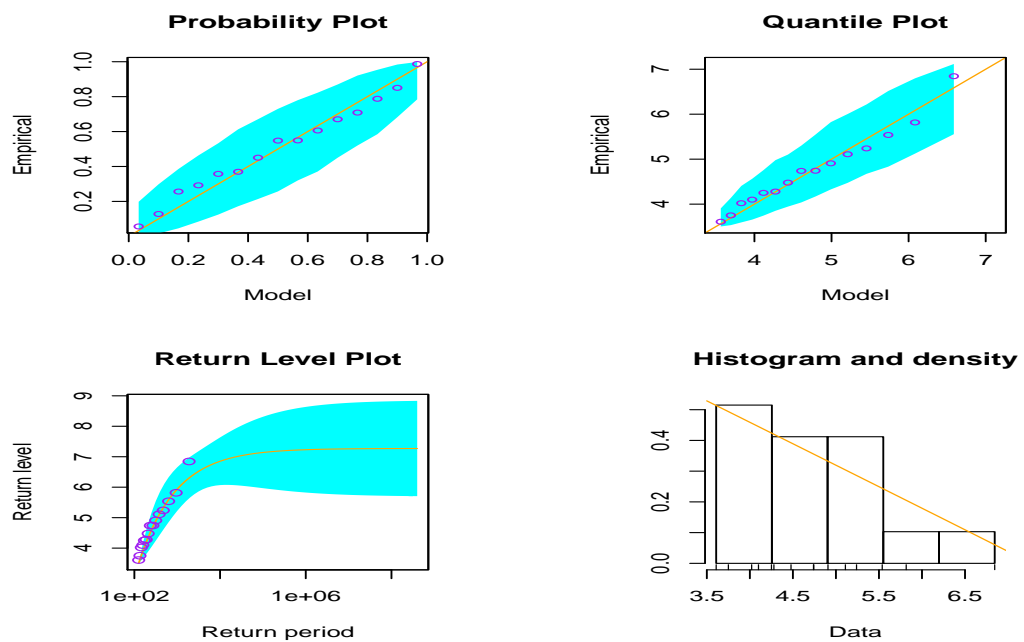 Probability Plot
Empirical
0.2 0.4 0.6 0.8 1.0
0.0 0.2 0.4 0.6 0.8 1.0
Model
Quantile Plot
Empirical
4 5 6 7
4 5 6 7
Model
Return Level Plot
Return level
4 5 6 7 8 9
1e+02 1e+06
Return period
Histogram and density
0.0 0.2 0.4
3.5 4.5 5.5 6.5
Data